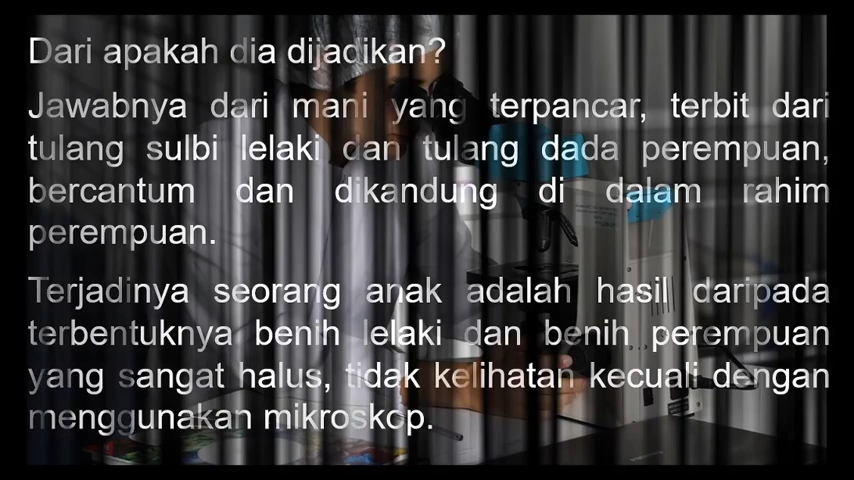 Dari apakah dia dijadikan?
Jawabnya dari mani yang terpancar, terbit dari
tulang sulbi lelaki dan tulang dada perempuan,
bercantum dan dikandung di dalam rahim
perempuan.
Terjadinya seorang anak adalah hasil daripada
terbentuknya benih lelaki dan benih perempuan
yang sangat halus, tidak kelihatan kecuali dengan
menggunakan mikroskop.